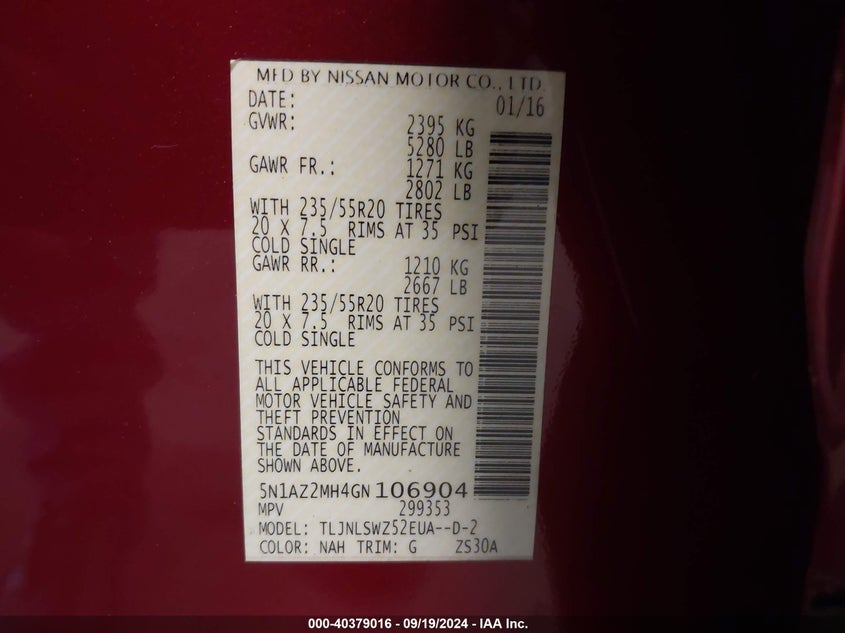 MFD BY NISSAN MOTOR CO., LTD.
DATE: 01/16
GVWR: 2395 KG
5280 LB
GAWR FR.: 1271 KG
2802 LB
WITH 235/55R20 TIRES
20 X 7.5 RIMS AT 35 PSI
COLD SINGLE
GAWR RR.: 1210 KG
2667 LB
WITH 235/55R20 TIRES
20 X 7.5 RIMS AT 35 PSI
COLD SINGLE
THIS VEHICLE CONFORMS TO
ALL APPLICABLE FEDERAL
MOTOR VEHICLE SAFETY AND
THEFT PREVENTION
STANDARDS IN EFFECT ON
THE DATE OF MANUFACTURE
SHOWN ABOVE.
5N1AZ2MH4GN 106904
MPV 299353
MODEL: TLJNLSWZ52EUA--D-2
COLOR: NAH TRIM: G ZS30A
000-40379016 - 09/19/2024 - IAA Inc.